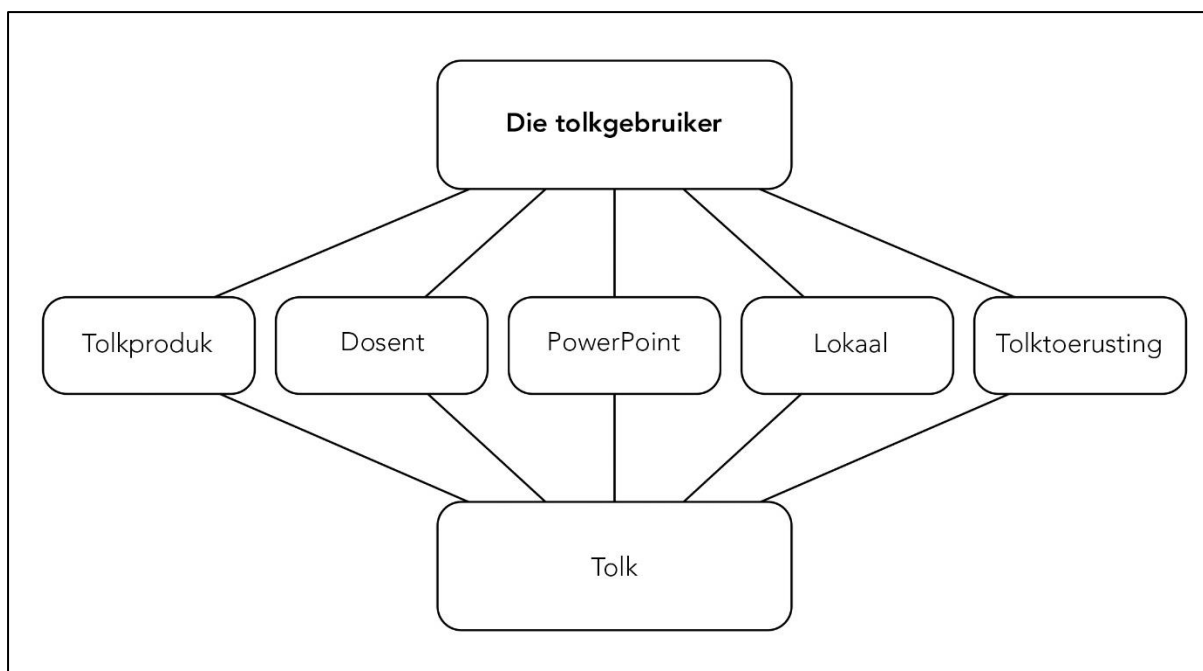 Die tolkgebruiker
Tolkproduk
Dosent
PowerPoint
Lokaal
Tolktoerusting
Tolk